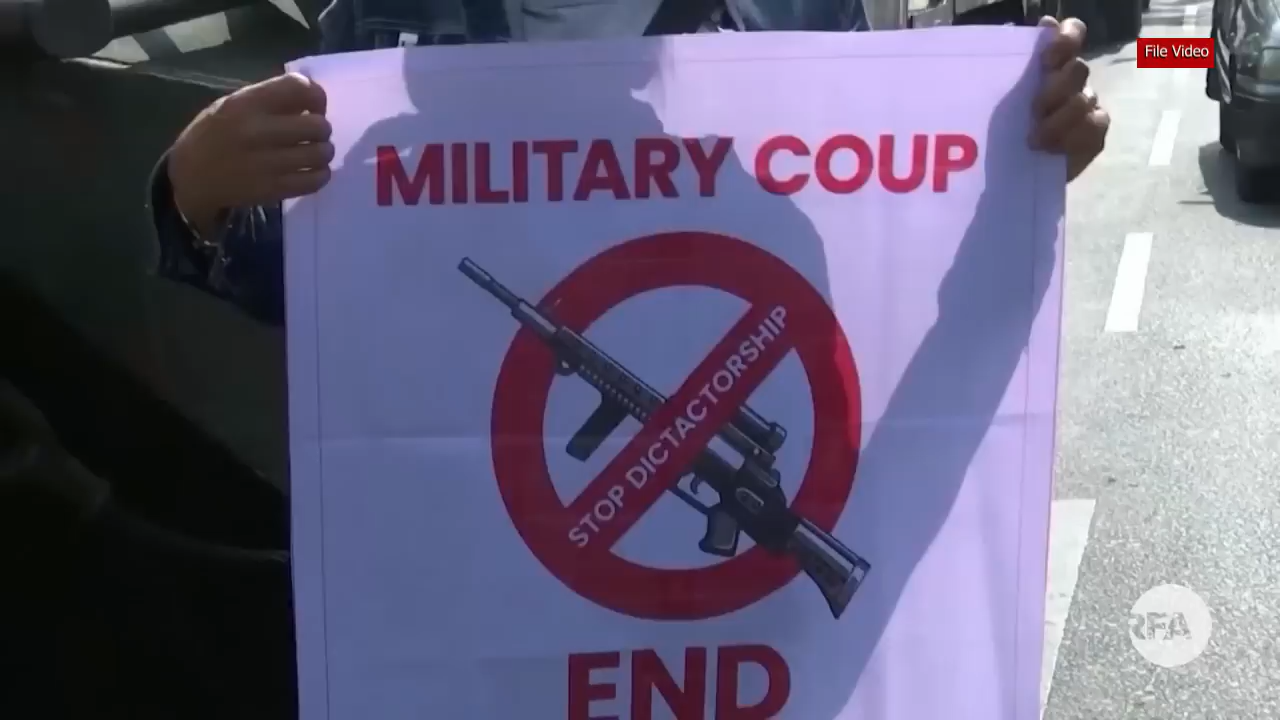 File Video
MILITARY COUP
STOP DICTACTORSHIP
END
RFA